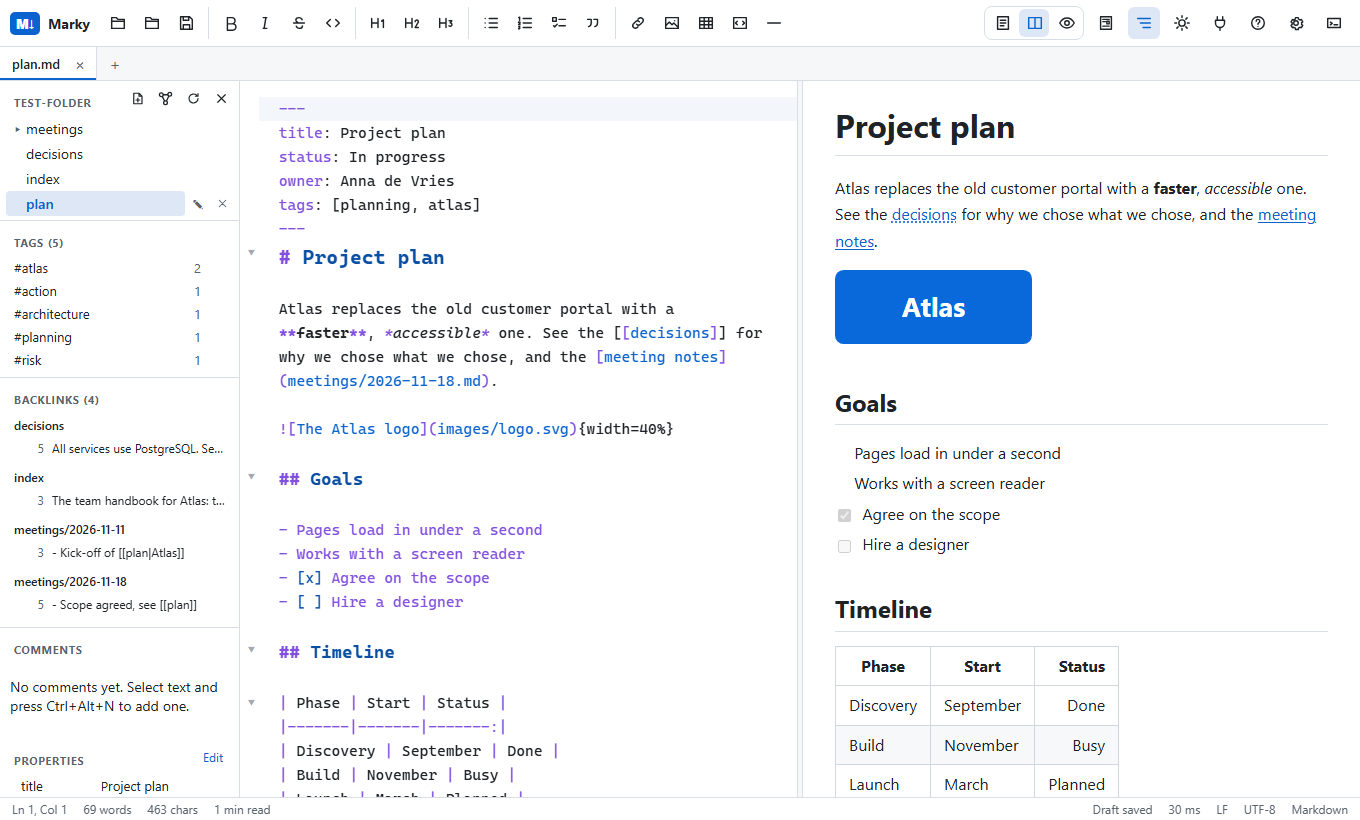 M↓ Marky B I S <> H1 H2 H3
plan.md × +
TEST-FOLDER
meetings
decisions
index
plan
TAGS (5)
#atlas 2
#action 1
#architecture 1
#planning 1
#risk 1
BACKLINKS (4)
decisions
5 All services use PostgreSQL. Se...
index
3 The team handbook for Atlas: t...
meetings/2026-11-11
3 - Kick-off of [[plan|Atlas]]
meetings/2026-11-18
5 - Scope agreed, see [[plan]]
COMMENTS
No comments yet. Select text and
press Ctrl+Alt+N to add one.
PROPERTIES Edit
title Project plan
---
title: Project plan
status: In progress
owner: Anna de Vries
tags: [planning, atlas]
---
# Project plan
Atlas replaces the old customer portal with a
**faster**, *accessible* one. See the [[decisions]] for
why we chose what we chose, and the [meeting notes]
(meetings/2026-11-18.md).
![The Atlas logo](images/logo.svg){width=40%}
## Goals
- Pages load in under a second
- Works with a screen reader
- [x] Agree on the scope
- [ ] Hire a designer
## Timeline
| Phase | Start | Status |
|-------|-------|-------:|
| Discovery | September | Done |
| Build | November | Busy |
| Launch | March | Planned |
Project plan
Atlas replaces the old customer portal with a faster, accessible one.
See the decisions for why we chose what we chose, and the meeting
notes.
Atlas
Goals
Pages load in under a second
Works with a screen reader
Agree on the scope
Hire a designer
Timeline
Phase Start Status
Discovery September Done
Build November Busy
Launch March Planned
Ln 1, Col 1 69 words 463 chars 1 min read Draft saved 30 ms LF UTF-8 Markdown